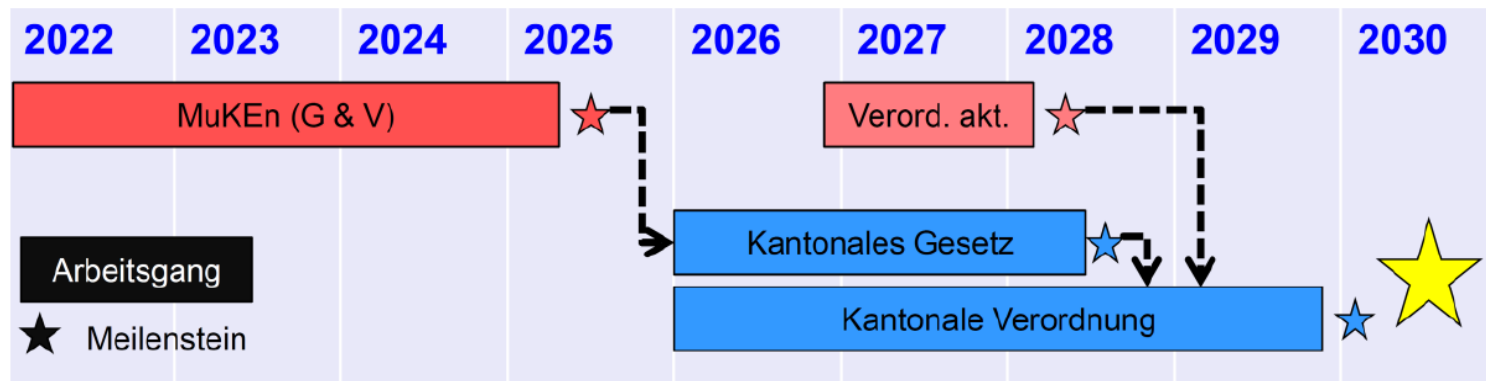 2022 2023 2024 2025 2026 2027 2028 2029 2030
MuKEn (G & V)
Verord. akt.
Kantonales Gesetz
Arbeitsgang
Kantonale Verordnung
Meilenstein